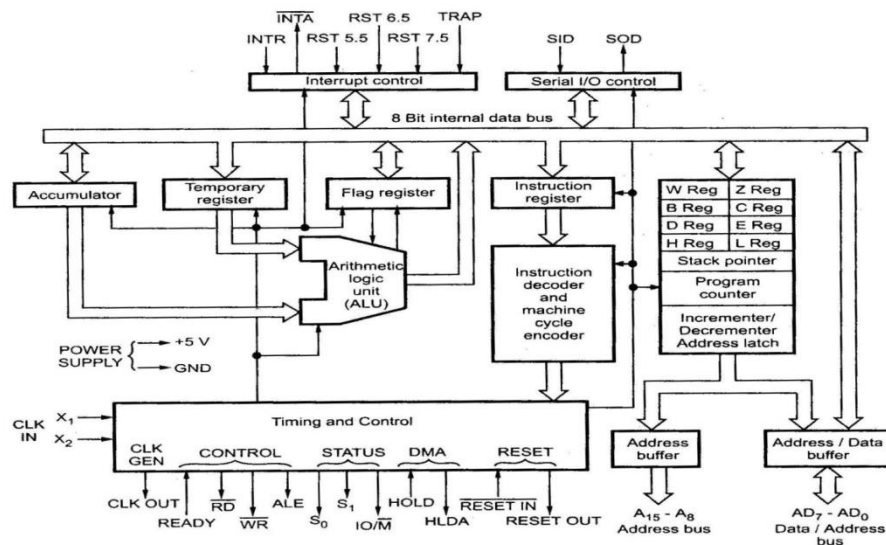 INTR
INTA
RST 5.5
RST 6.5
RST 7.5
TRAP
SID
SOD
Interrupt control
Serial I/O control
8 Bit internal data bus
Accumulator
Temporary
register
Flag register
Instruction
register
W Reg Z Reg
B Reg C Reg
D Reg E Reg
H Reg L Reg
Stack pointer
Program
counter
Incrementer/
Decrementer
Address latch
Arithmetic
logic
unit
(ALU)
Instruction
decoder
and
machine
cycle
encoder
POWER
SUPPLY
+5 V
GND
CLK
IN
X1
X2
Timing and Control
CLK
GEN
CONTROL
STATUS
DMA
RESET
Address
buffer
Address / Data
buffer
CLK OUT
READY
RD
WR
ALE
S0
S1
IO/M
HOLD
HLDA
RESET IN
RESET OUT
A15 - A8
Address bus
AD7 - AD0
Data / Address
bus